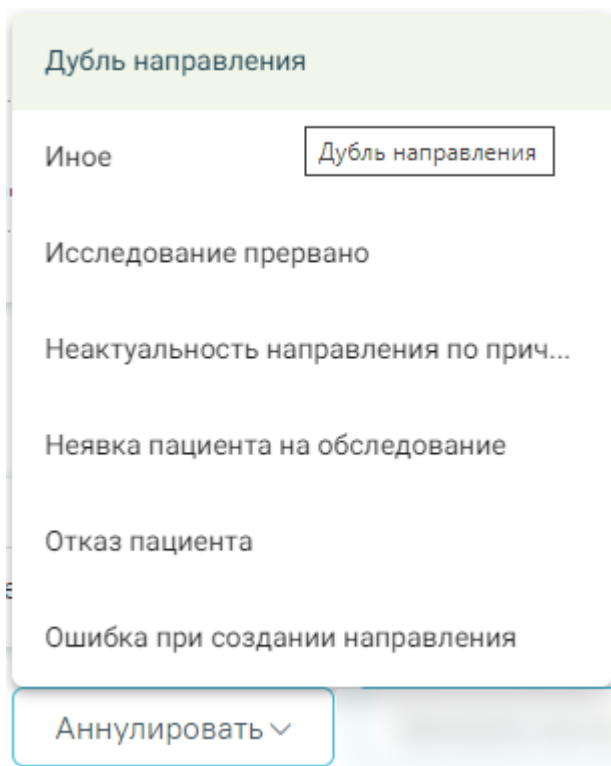 Дубль направления
Иное
Дубль направления
Исследование прервано
Неактуальность направления по прич...
Неявка пациента на обследование
Отказ пациента
Ошибка при создании направления
Аннулировать